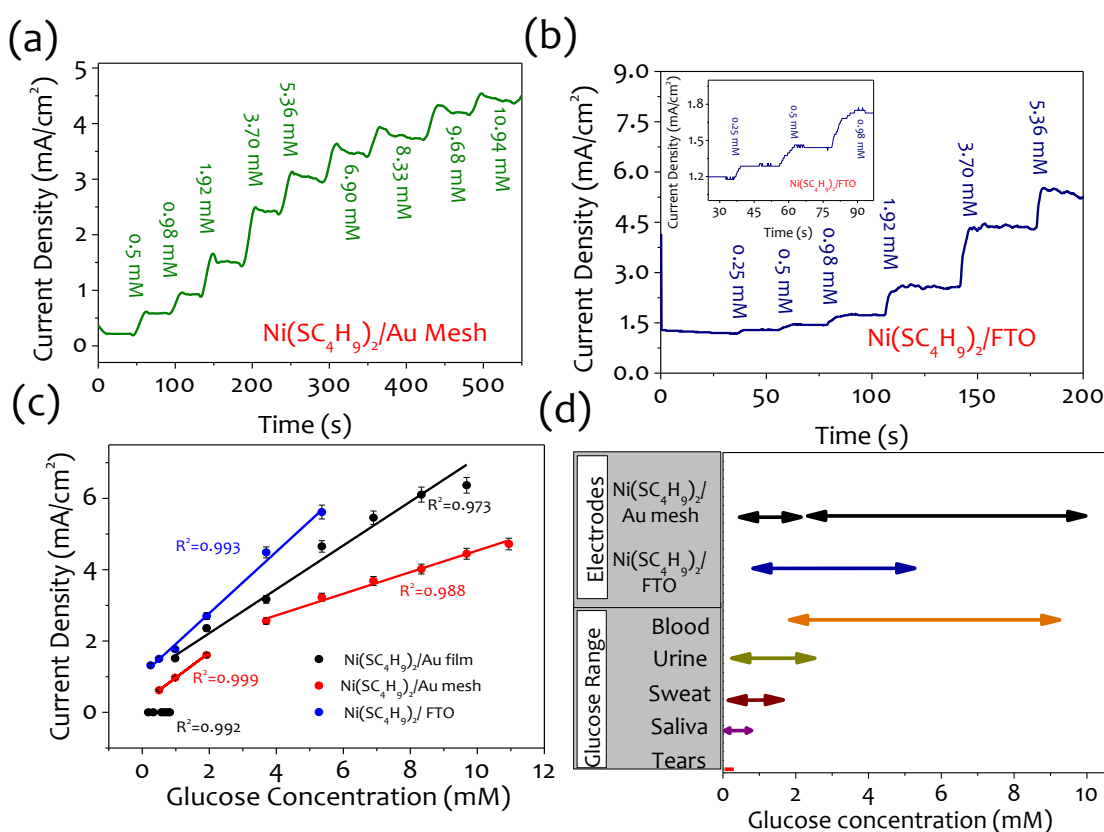 (a)
Current Density (mA/cm²)
5
4
3
2
1
0
0.5 mM
0.98 mM
1.92 mM
3.70 mM
5.36 mM
6.90 mM
8.33 mM
9.68 mM
10.94 mM
Ni(SC₄H₉)₂/Au Mesh
0 100 200 300 400 500
Time (s)
(b)
Current Density (mA/cm²)
9.0
7.5
6.0
4.5
3.0
1.5
0.0
Current Density (mA/cm²)
1.8
1.5
1.2
0.25 mM
0.5 mM
0.98 mM
Ni(SC₄H₉)₂/FTO
30 45 60 75 90
Time (s)
0.25 mM
0.5 mM
0.98 mM
1.92 mM
3.70 mM
5.36 mM
Ni(SC₄H₉)₂/FTO
0 50 100 150 200
Time (s)
(c)
Current Density (mA/cm²)
6
4
2
0
R²=0.973
R²=0.993
R²=0.988
R²=0.999
R²=0.992
Ni(SC₄H₉)₂/Au film
Ni(SC₄H₉)₂/Au mesh
Ni(SC₄H₉)₂/ FTO
0 2 4 6 8 10 12
Glucose Concentration (mM)
(d)
Electrodes
Ni(SC₄H₉)₂/
Au mesh
Ni(SC₄H₉)₂/
FTO
Glucose Range
Blood
Urine
Sweat
Saliva
Tears
0 2 4 6 8 10
Glucose concentration (mM)